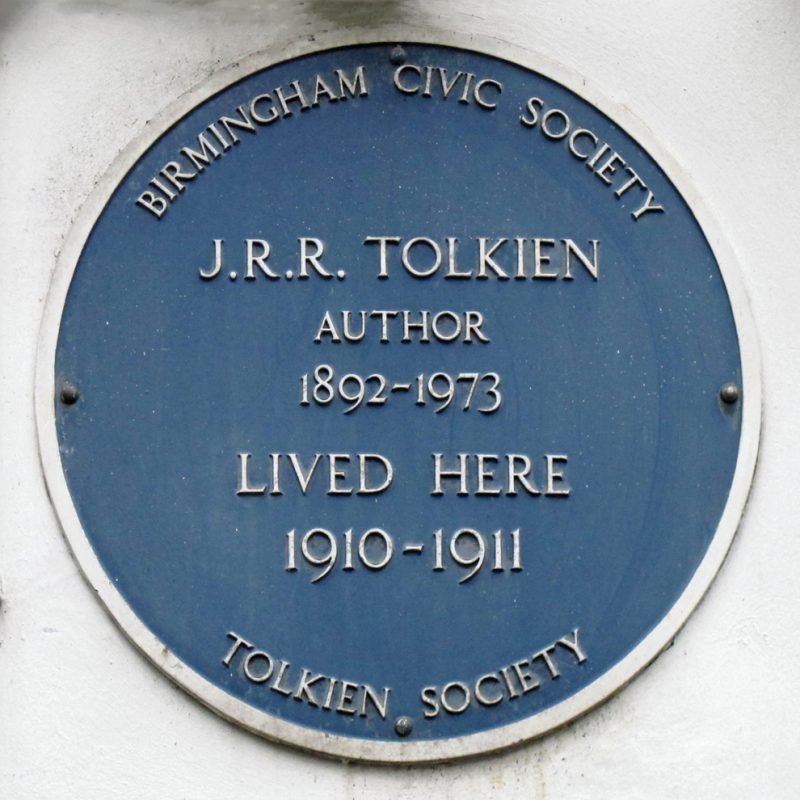 BIRMINGHAM CIVIC SOCIETY
J.R.R. TOLKIEN
AUTHOR
1892-1973
LIVED HERE
1910-1911
TOLKIEN SOCIETY